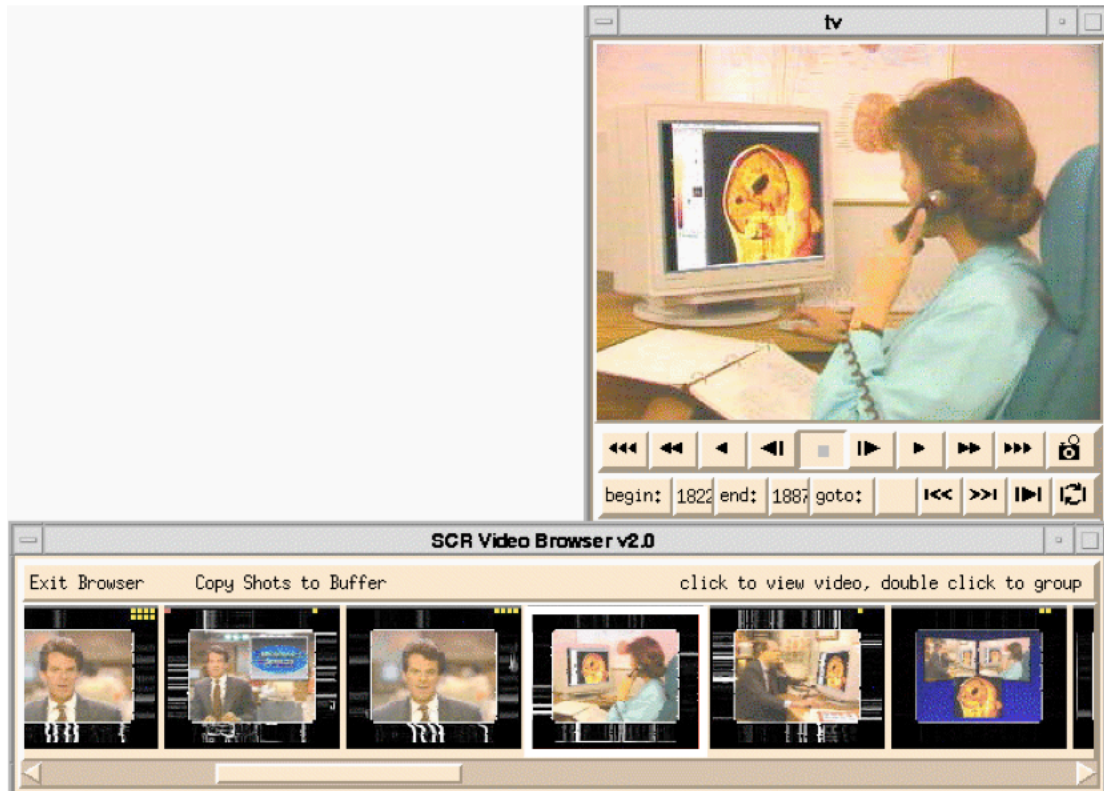 tv
begin: 1822 end: 1887 goto:
SCR Video Browser v2.0
Exit Browser Copy Shots to Buffer click to view video, double click to group